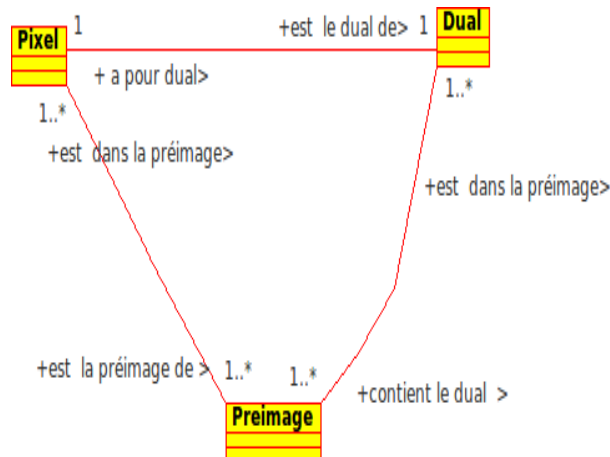 1
+est le dual de> 1
Dual
Pixel
+ a pour dual>
1..*
1..*
+est dans la préimage>
+est dans la préimage>
+est la préimage de >
1..*
1..*
+contient le dual >
Preimage